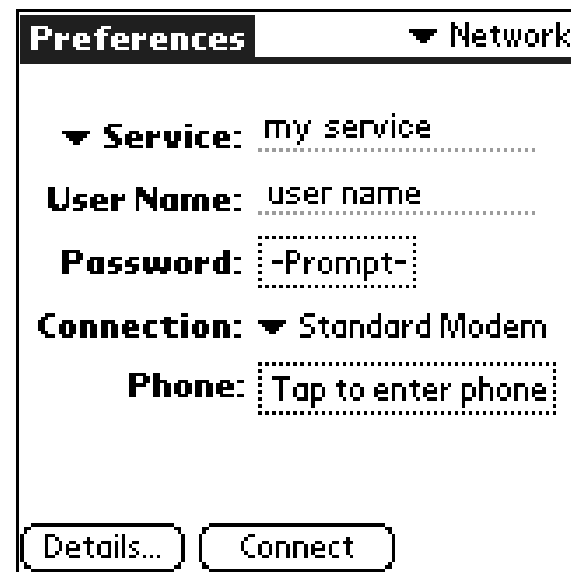 Preferences Network
Service: my service
User Name: user name
Password: -Prompt-
Connection: Standard Modem
Phone: Tap to enter phone
Details... Connect